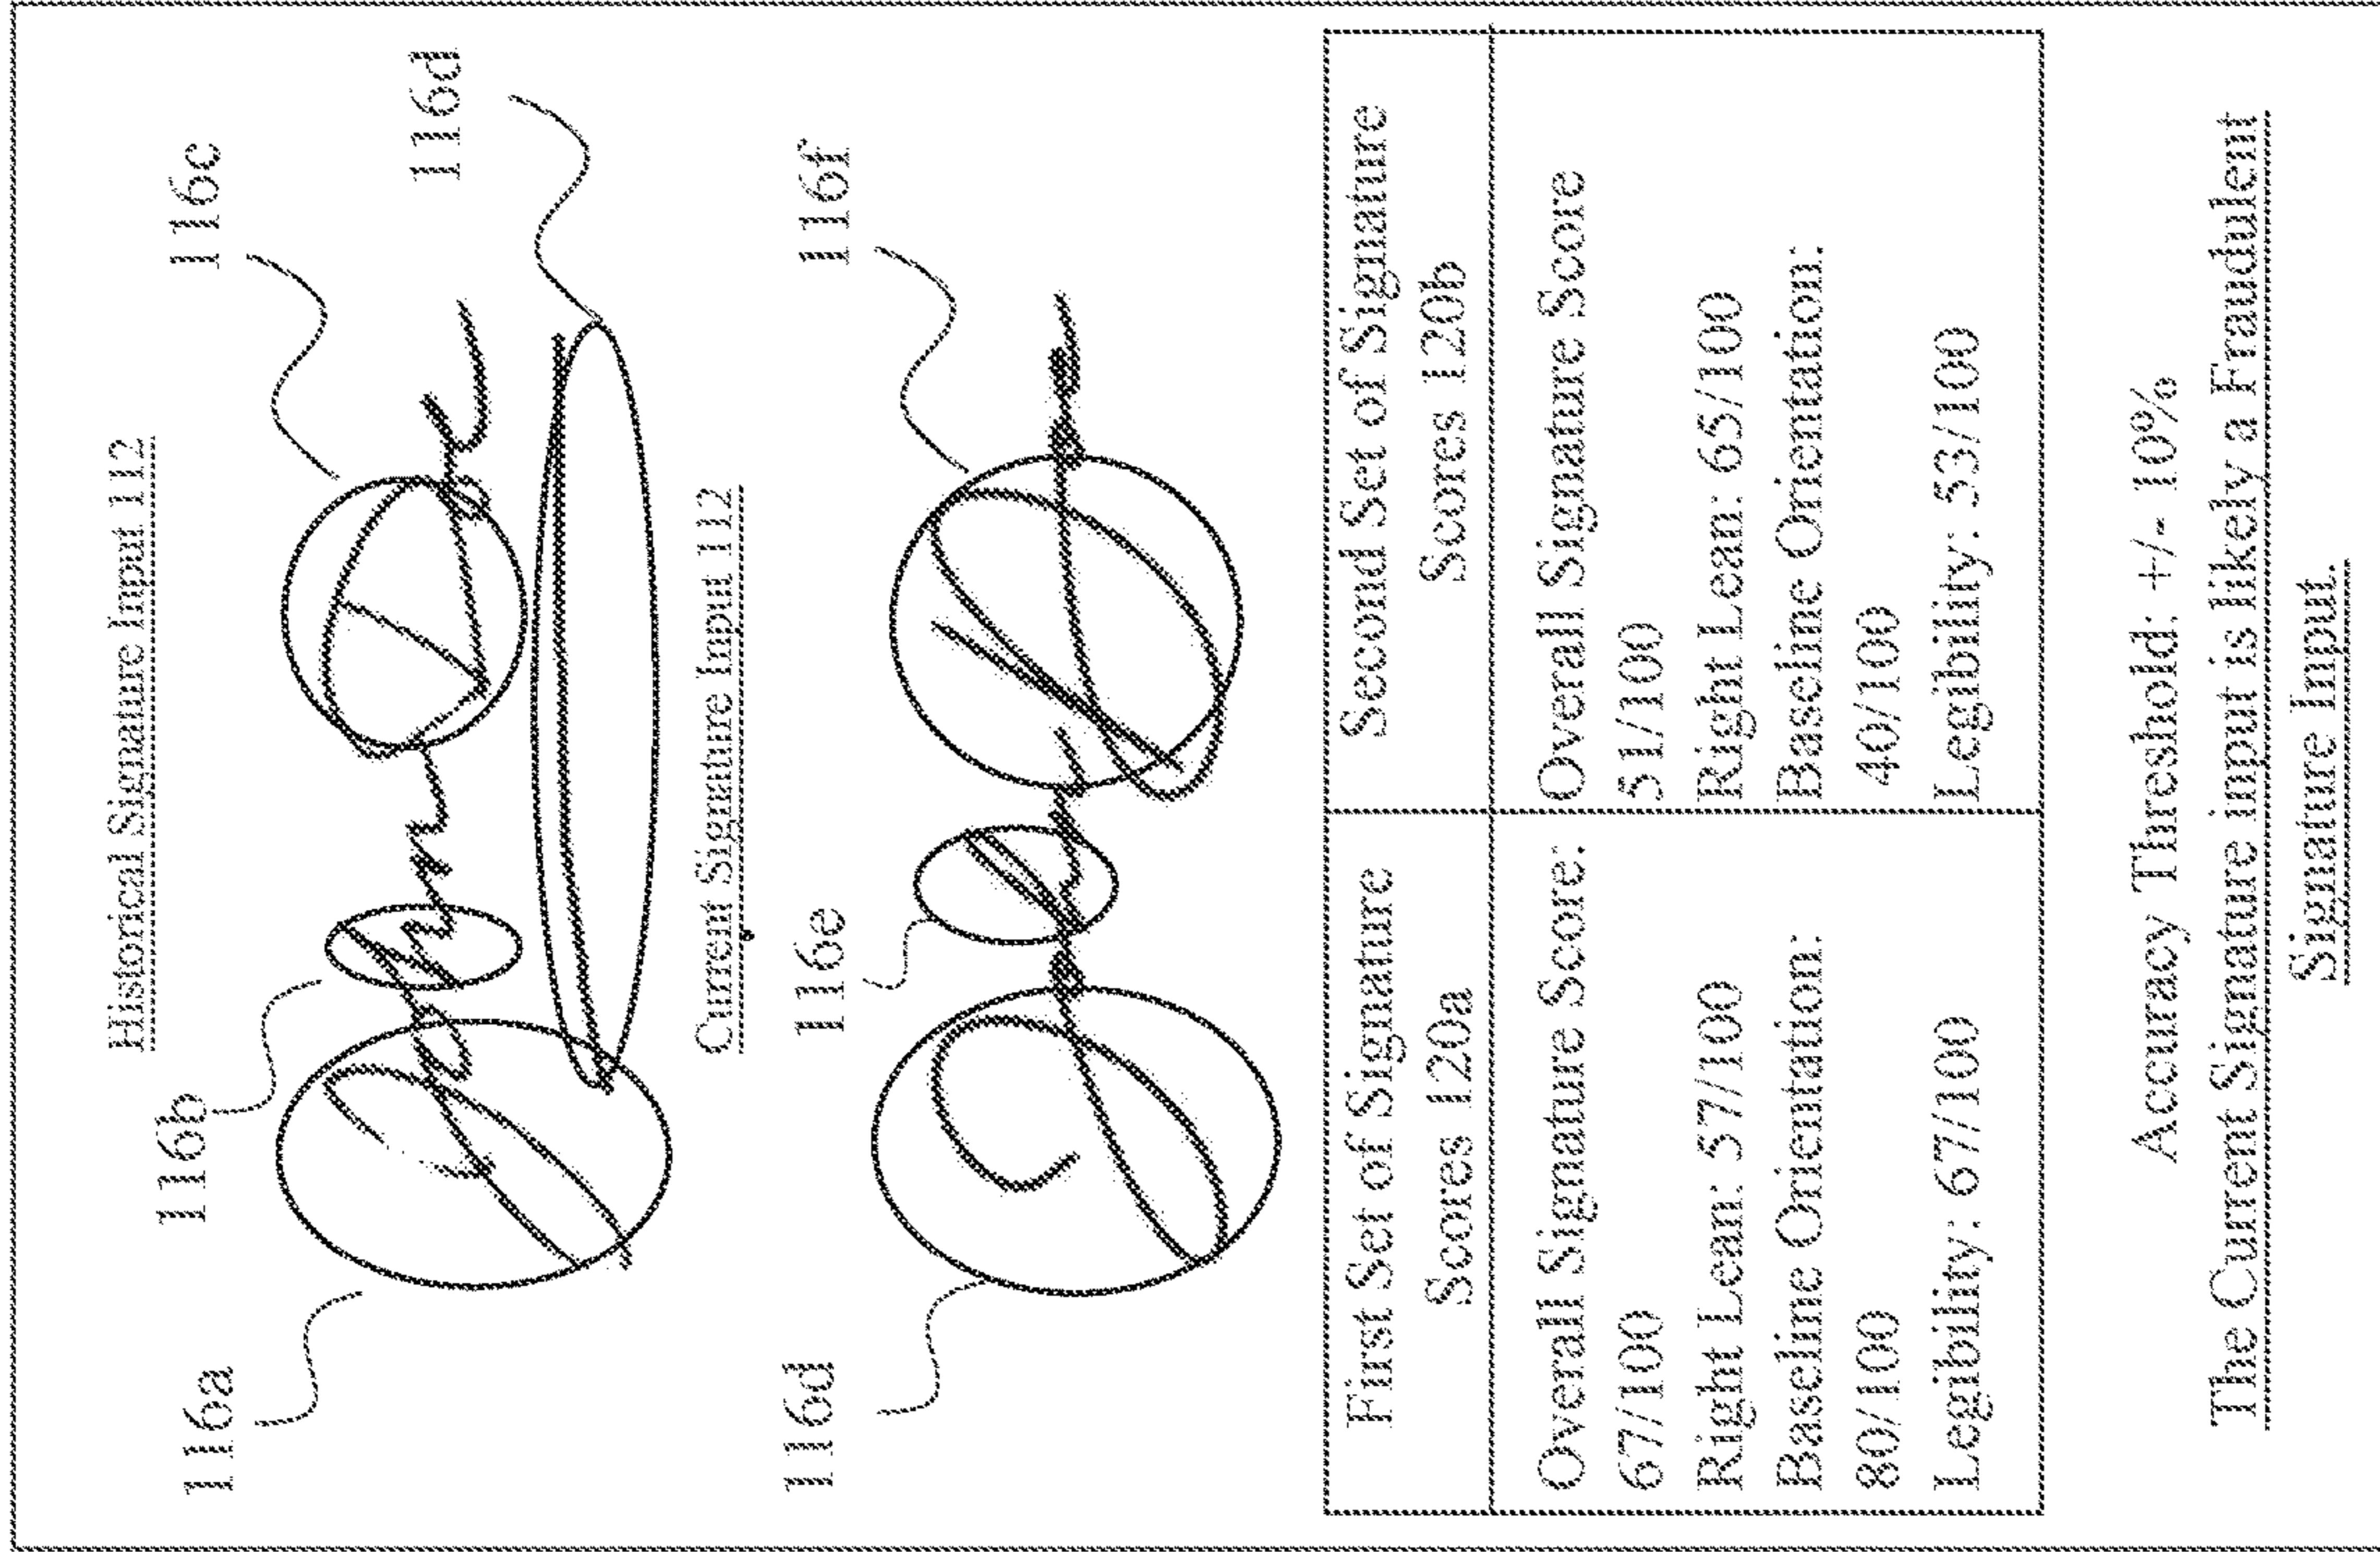 Historical Signature Input 112
116a
116b
116c
116d
Current Signature Input 112
116d
116e
116f
First Set of Signature
Scores 120a
Second Set of Signature
Scores 120b
Overall Signature Score:
67/100
Right Lean: 57/100
Baseline Orientation:
80/100
Legibility: 67/100
Overall Signature Score
51/100
Right Lean: 65/100
Baseline Orientation:
40/100
Legibility: 53/100
Accuracy Threshold: +/- 10%
The Current Signature input is likely a Fraudulent
Signature Input.